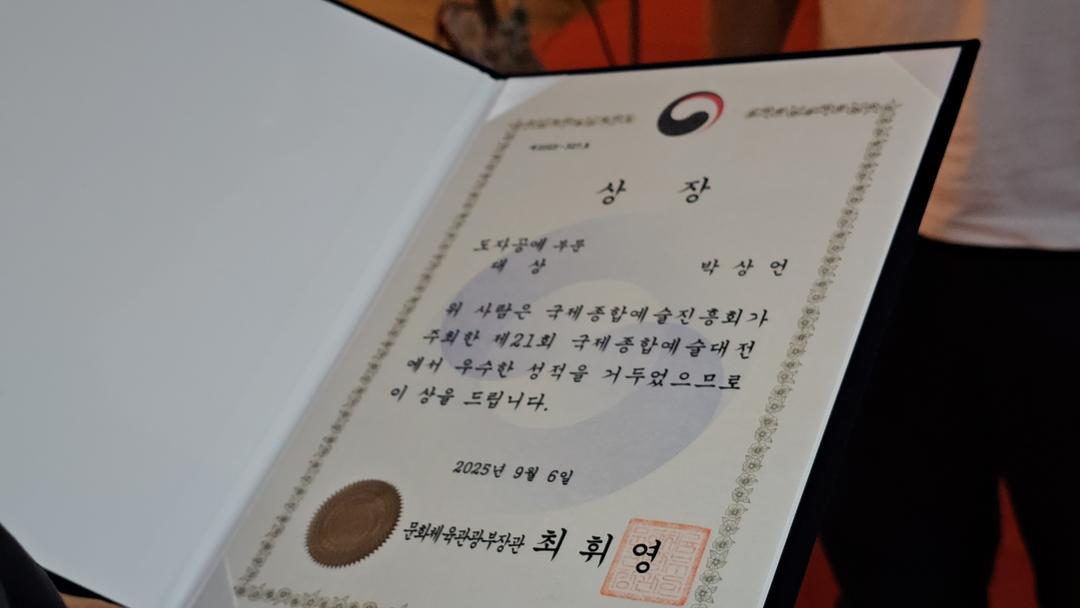 상 장
도자공예 부문
대 상 박 상 언
위 사람은 국제종합예술진흥회가
주최한 제21회 국제종합예술대전
에서 우수한 성적을 거두었으므로
이 상을 드립니다.
2025년 9월 6일
문화체육관광부장관 최 휘 영